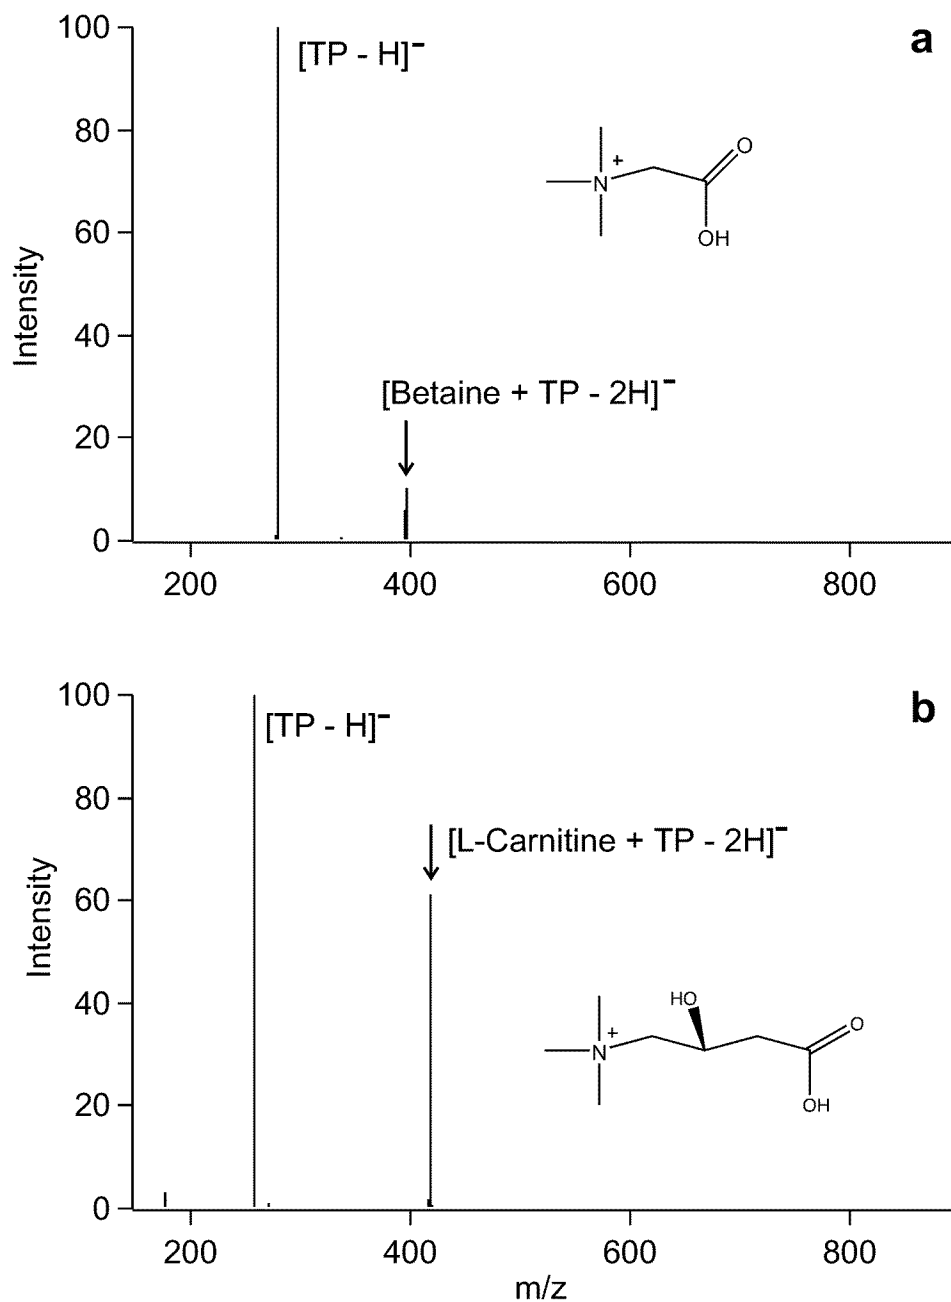 100
[TP - H]⁻
a
80
O
+
N
60
OH
Intensity
40
[Betaine + TP - 2H]⁻
20
0
200 400 600 800
100
[TP - H]⁻
b
80
[L-Carnitine + TP - 2H]⁻
60
Intensity
40
HO
O
+
N
20
OH
0
200 400 600 800
m/z